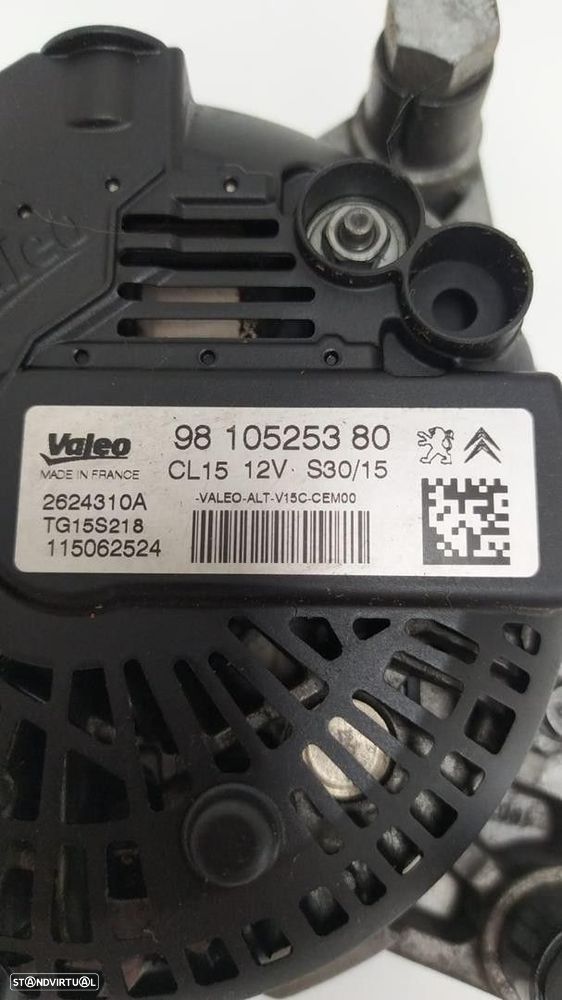 Valeo
Valeo
98 105253 80
MADE IN FRANCE
CL15 12V S30/15
2624310A
-VALEO-ALT-V15C-CEM00
TG15S218
115062524
STANDVIRTUAL